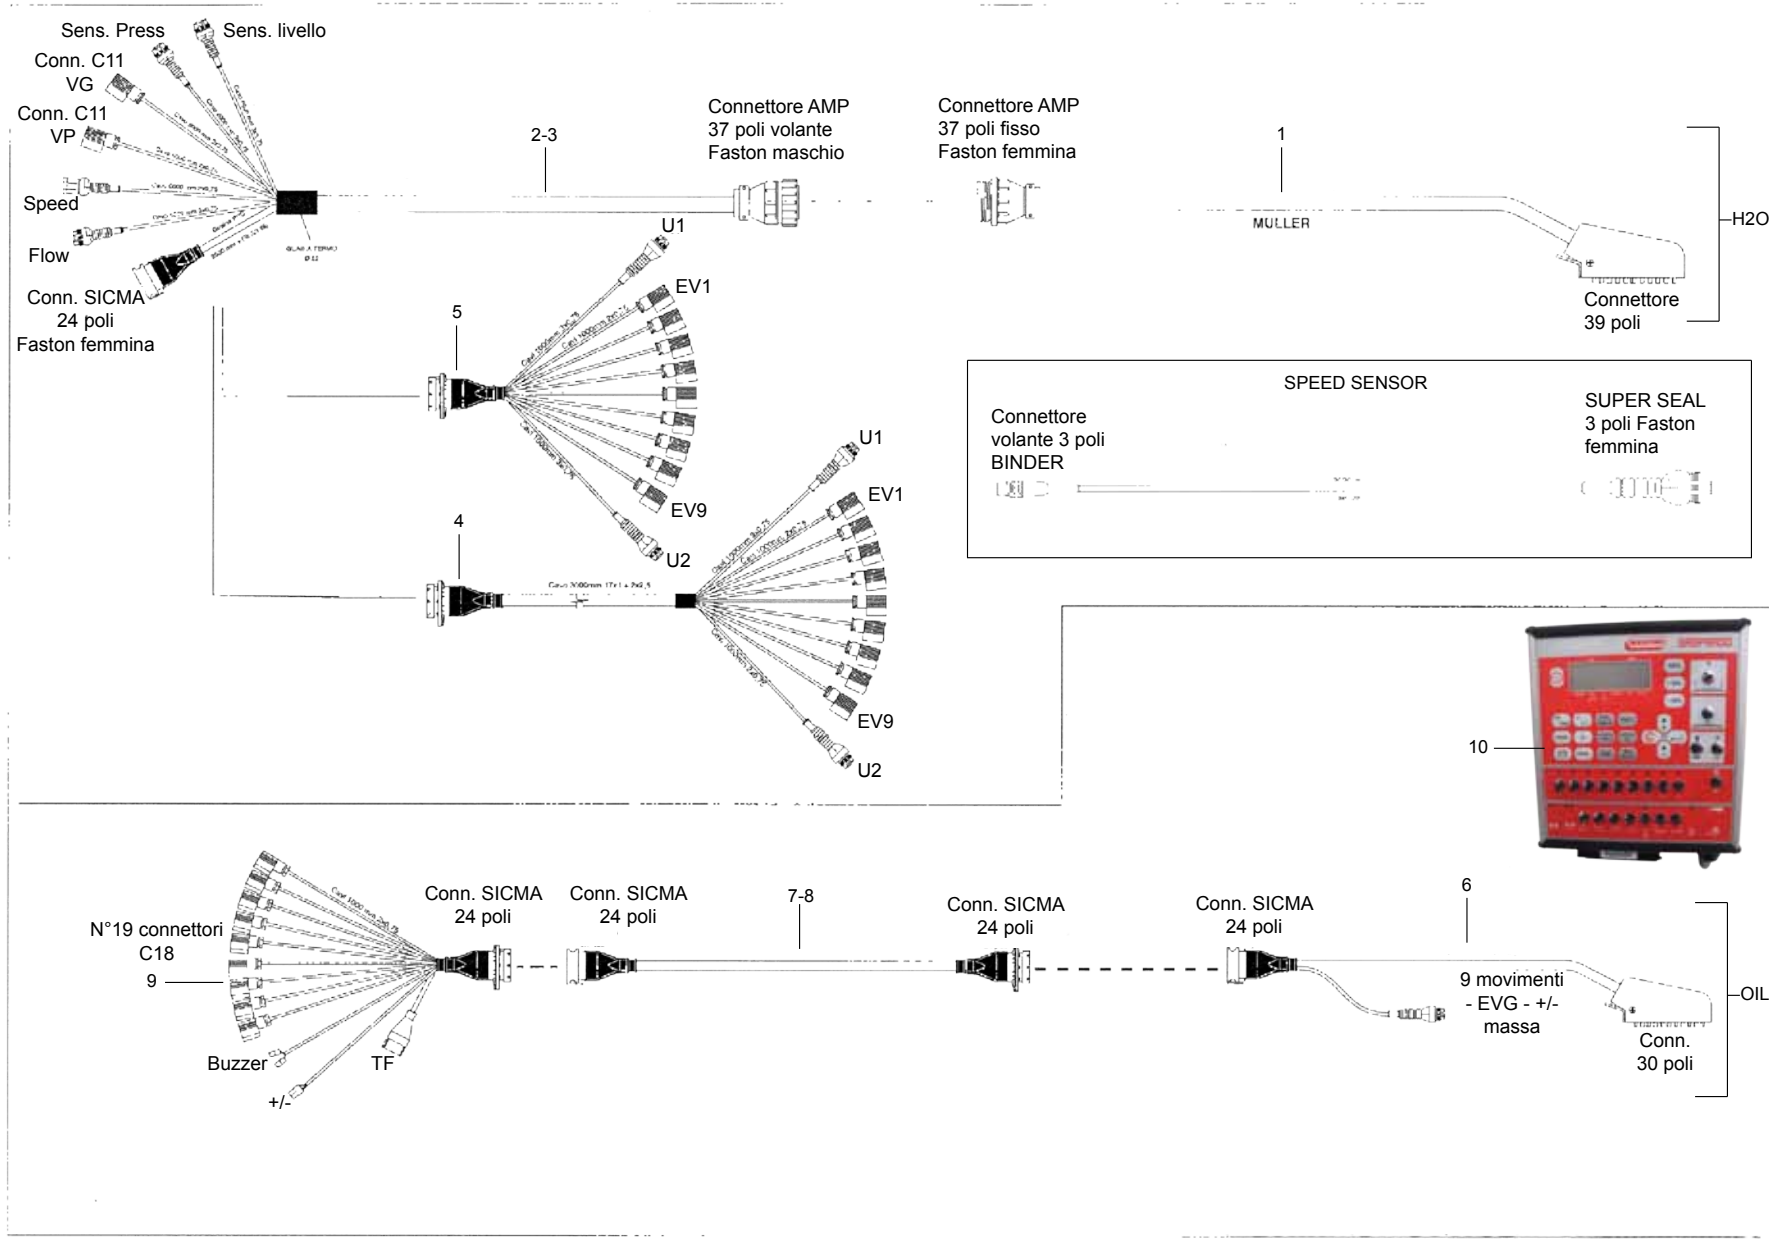 Sens. Press
Sens. livello
Conn. C11
VG
Conn. C11
VP
Speed
Flow
Conn. SICMA
24 poli
Faston femmina
2-3
Connettore AMP
37 poli volante
Faston maschio
Connettore AMP
37 poli fisso
Faston femmina
1
MULLER
H2O
Connettore
39 poli
5
U1
EV1
EV9
U2
4
Cavo 3000mm 17x1 + 2x2,5
U1
EV1
EV9
U2
SPEED SENSOR
Connettore
volante 3 poli
BINDER
SUPER SEAL
3 poli Faston
femmina
10
N°19 connettori
C18
9
Buzzer
+/-
TF
Conn. SICMA
24 poli
Conn. SICMA
24 poli
7-8
Conn. SICMA
24 poli
Conn. SICMA
24 poli
6
9 movimenti
- EVG - +/-
massa
OIL
Conn.
30 poli